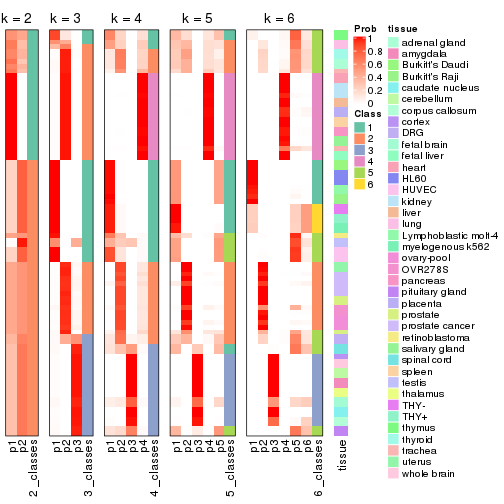 k = 2 k = 3 k = 4 k = 5 k = 6
Prob
1
0.8
0.6
0.4
0.2
0
Class
1
2
3
4
5
6
tissue
adrenal gland
amygdala
Burkitt's Daudi
Burkitt's Raji
caudate nucleus
cerebellum
corpus callosum
cortex
DRG
fetal brain
fetal liver
heart
HL60
HUVEC
kidney
liver
lung
Lymphoblastic molt-4
myelogenous k562
ovary-pool
OVR278S
pancreas
pituitary gland
placenta
prostate
prostate cancer
retinoblastoma
salivary gland
spinal cord
spleen
testis
thalamus
THY-
THY+
thymus
thyroid
trachea
uterus
whole brain
p1
p2
2_classes
p1
p2
p3
3_classes
p1
p2
p3
p4
4_classes
p1
p2
p3
p4
p5
5_classes
p1
p2
p3
p4
p5
p6
6_classes
tissue